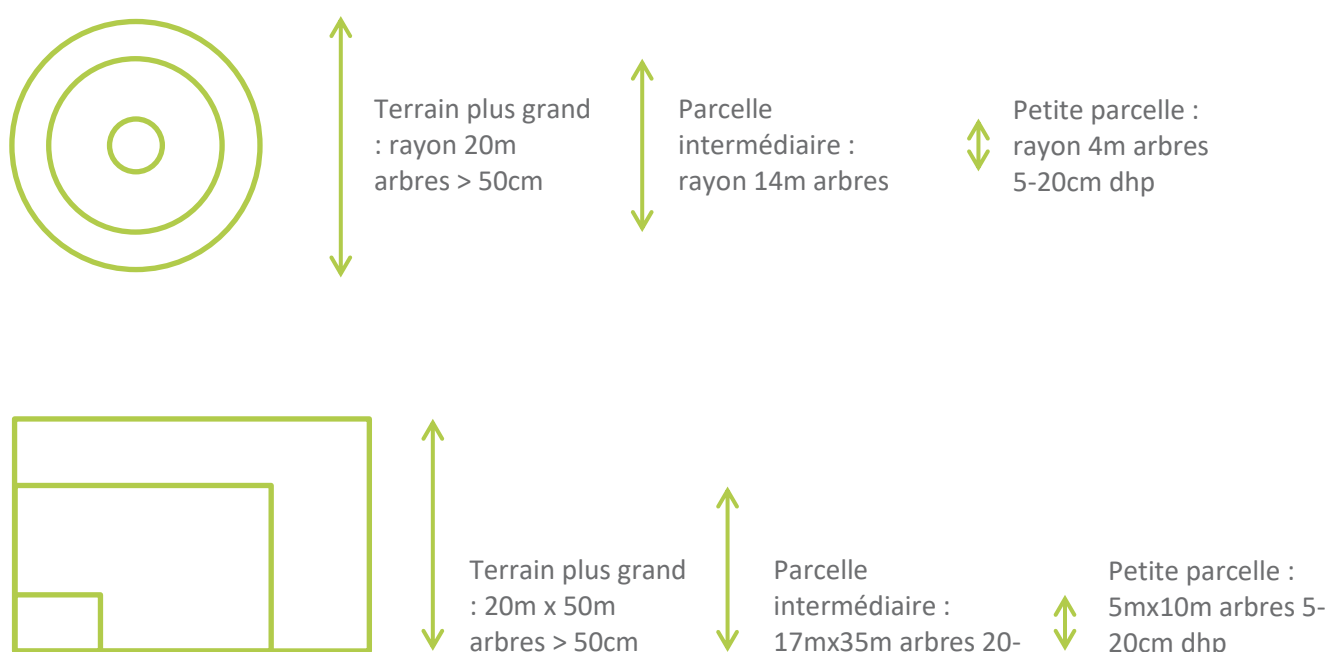 Terrain plus grand
: rayon 20m
arbres > 50cm
Parcelle
intermédiaire :
rayon 14m arbres
Petite parcelle :
rayon 4m arbres
5-20cm dhp
Terrain plus grand
: 20m x 50m
arbres > 50cm
Parcelle
intermédiaire :
17mx35m arbres 20-
Petite parcelle :
5mx10m arbres 5-
20cm dhp